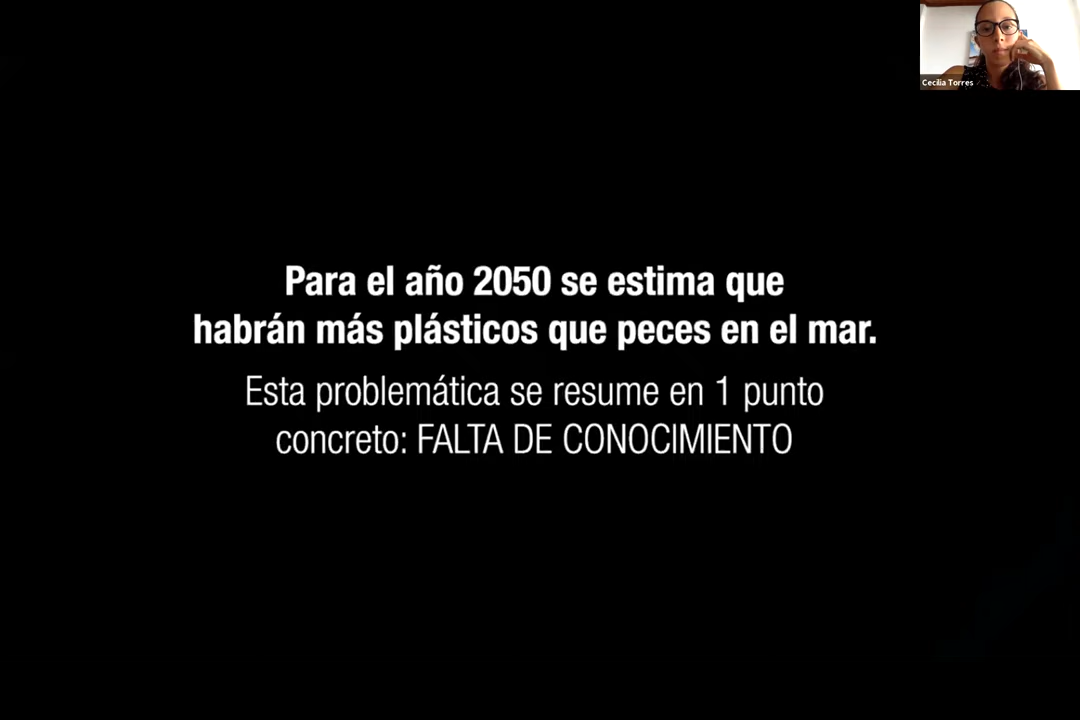 Cecilia Torres
Para el año 2050 se estima que
habrán más plásticos que peces en el mar.
Esta problemática se resume en 1 punto
concreto: FALTA DE CONOCIMIENTO